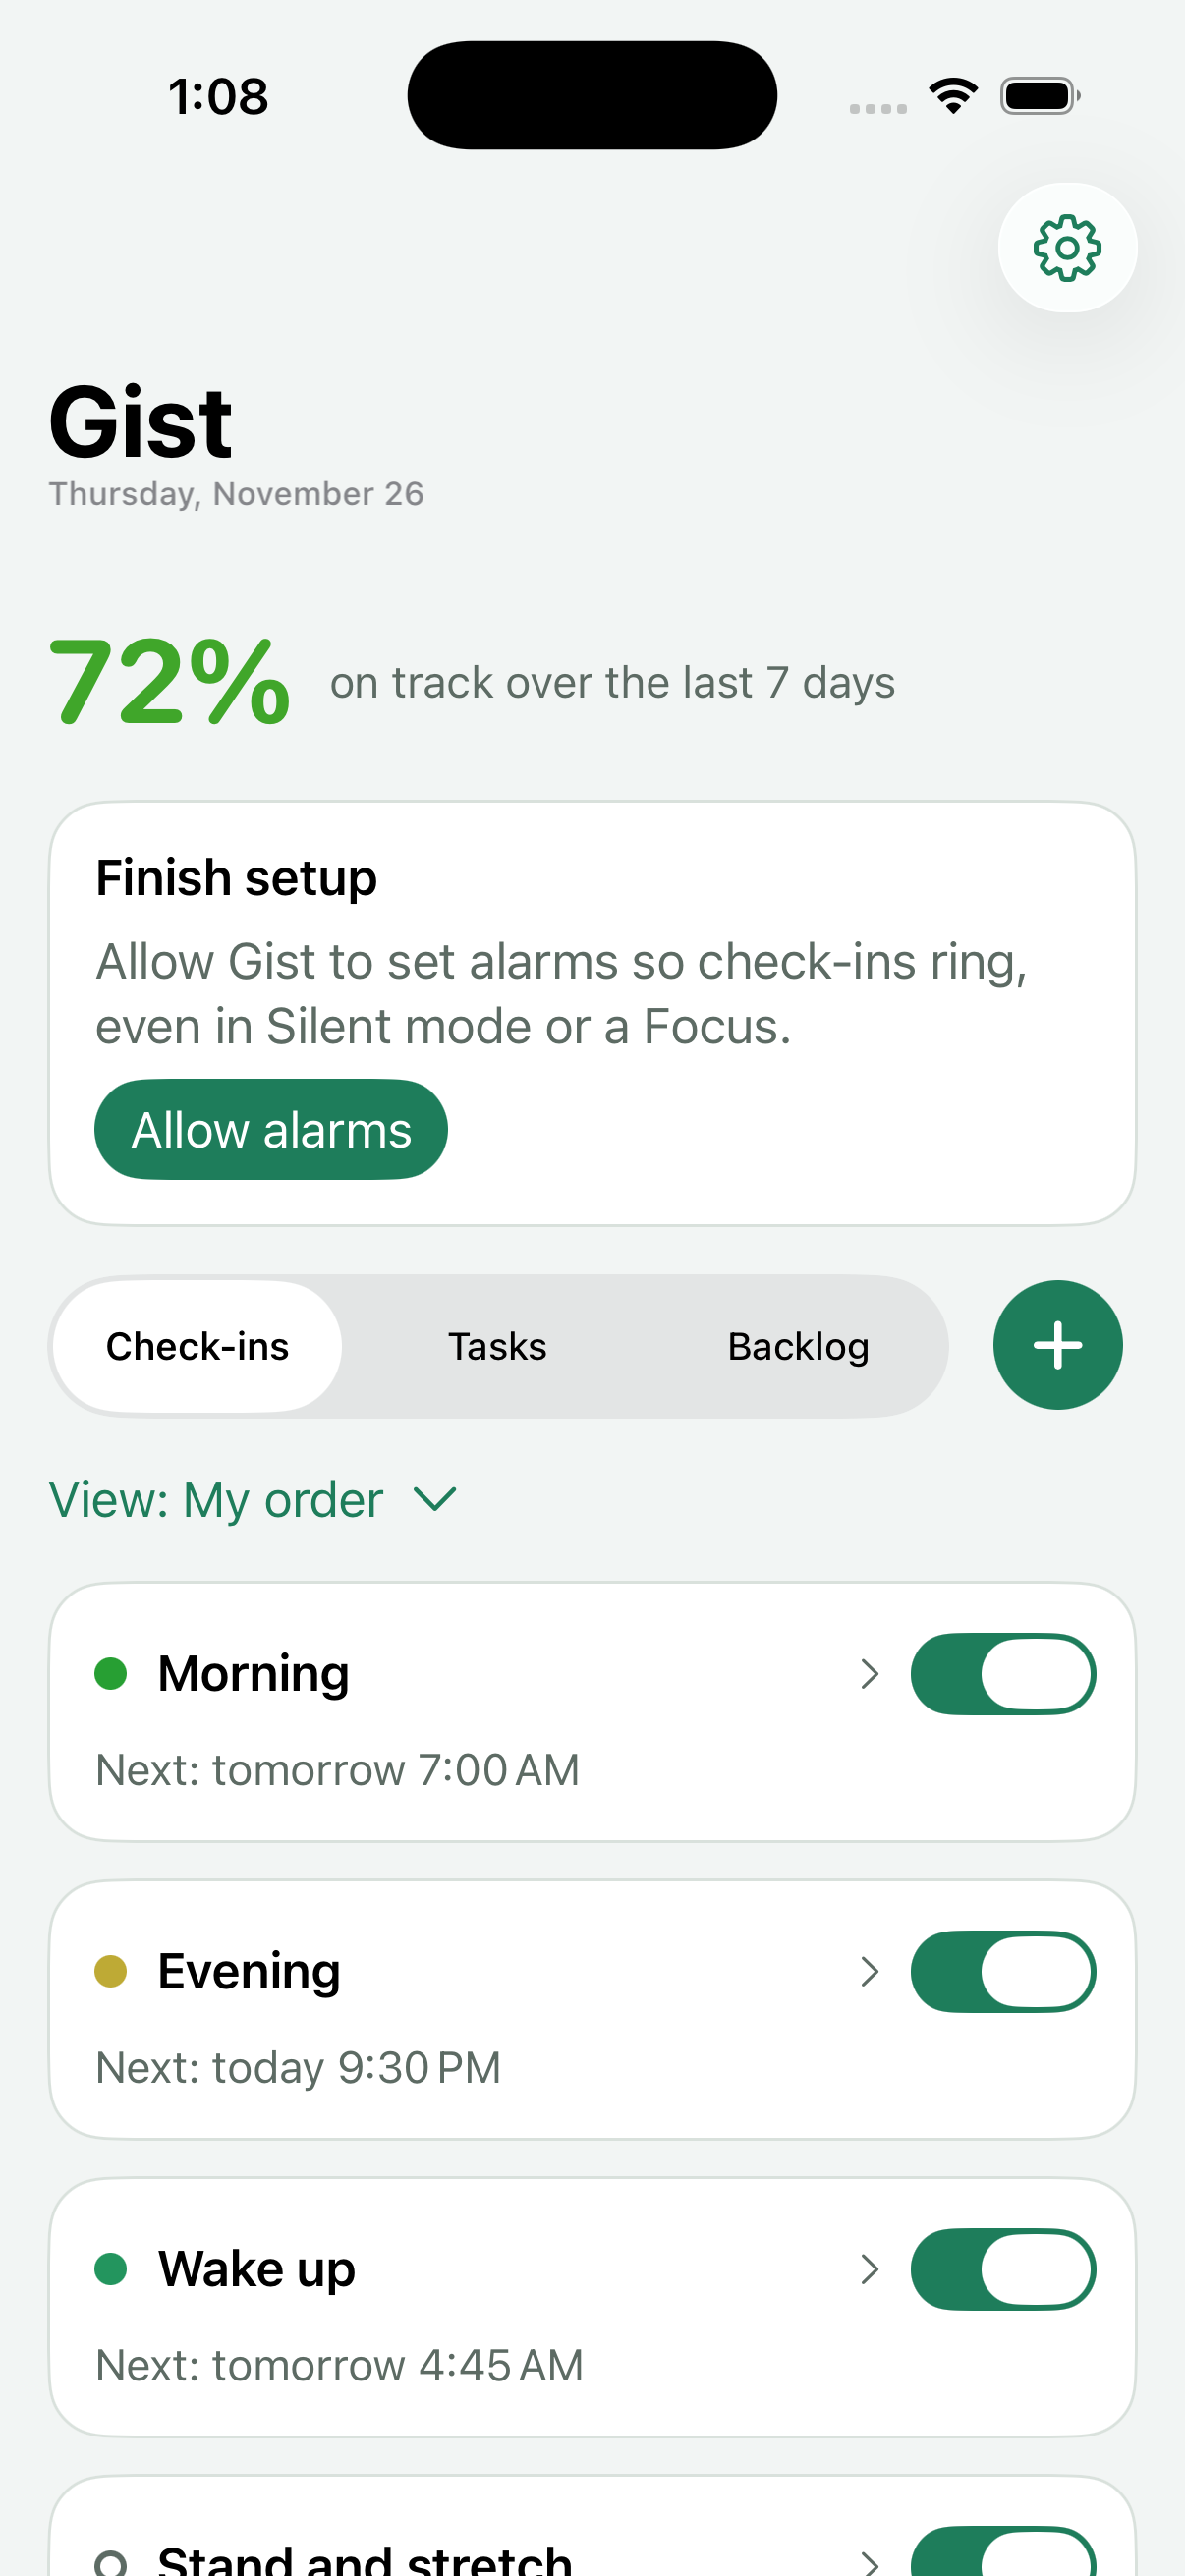 1:08
Gist
Thursday, November 26
72% on track over the last 7 days
Finish setup
Allow Gist to set alarms so check-ins ring,
even in Silent mode or a Focus.
Allow alarms
Check-ins Tasks Backlog
View: My order
Morning
Next: tomorrow 7:00 AM
Evening
Next: today 9:30 PM
Wake up
Next: tomorrow 4:45 AM
Stand and stretch